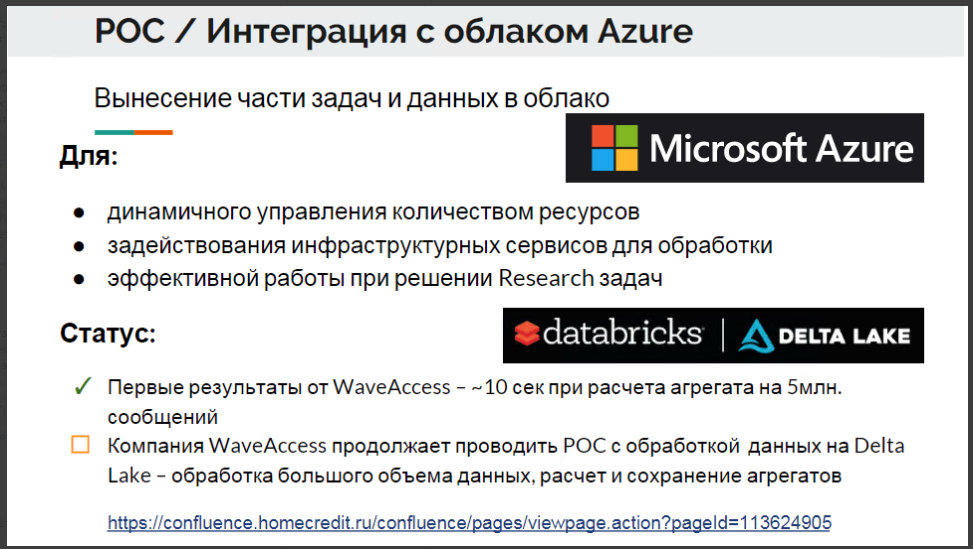 POC / Интеграция с облаком Azure
Вынесение части задач и данных в облако
Для:
Microsoft Azure
● динамичного управления количеством ресурсов
● задействования инфраструктурных сервисов для обработки
● эффективной работы при решении Research задач
Статус:
databricks | DELTA LAKE
✓ Первые результаты от WaveAccess – ~10 сек при расчета агрегата на 5млн.
сообщений
☐ Компания WaveAccess продолжает проводить POC с обработкой данных на Delta
Lake – обработка большого объема данных, расчет и сохранение агрегатов
https://confluence.homecredit.ru/confluence/pages/viewpage.action?pageId=113624905